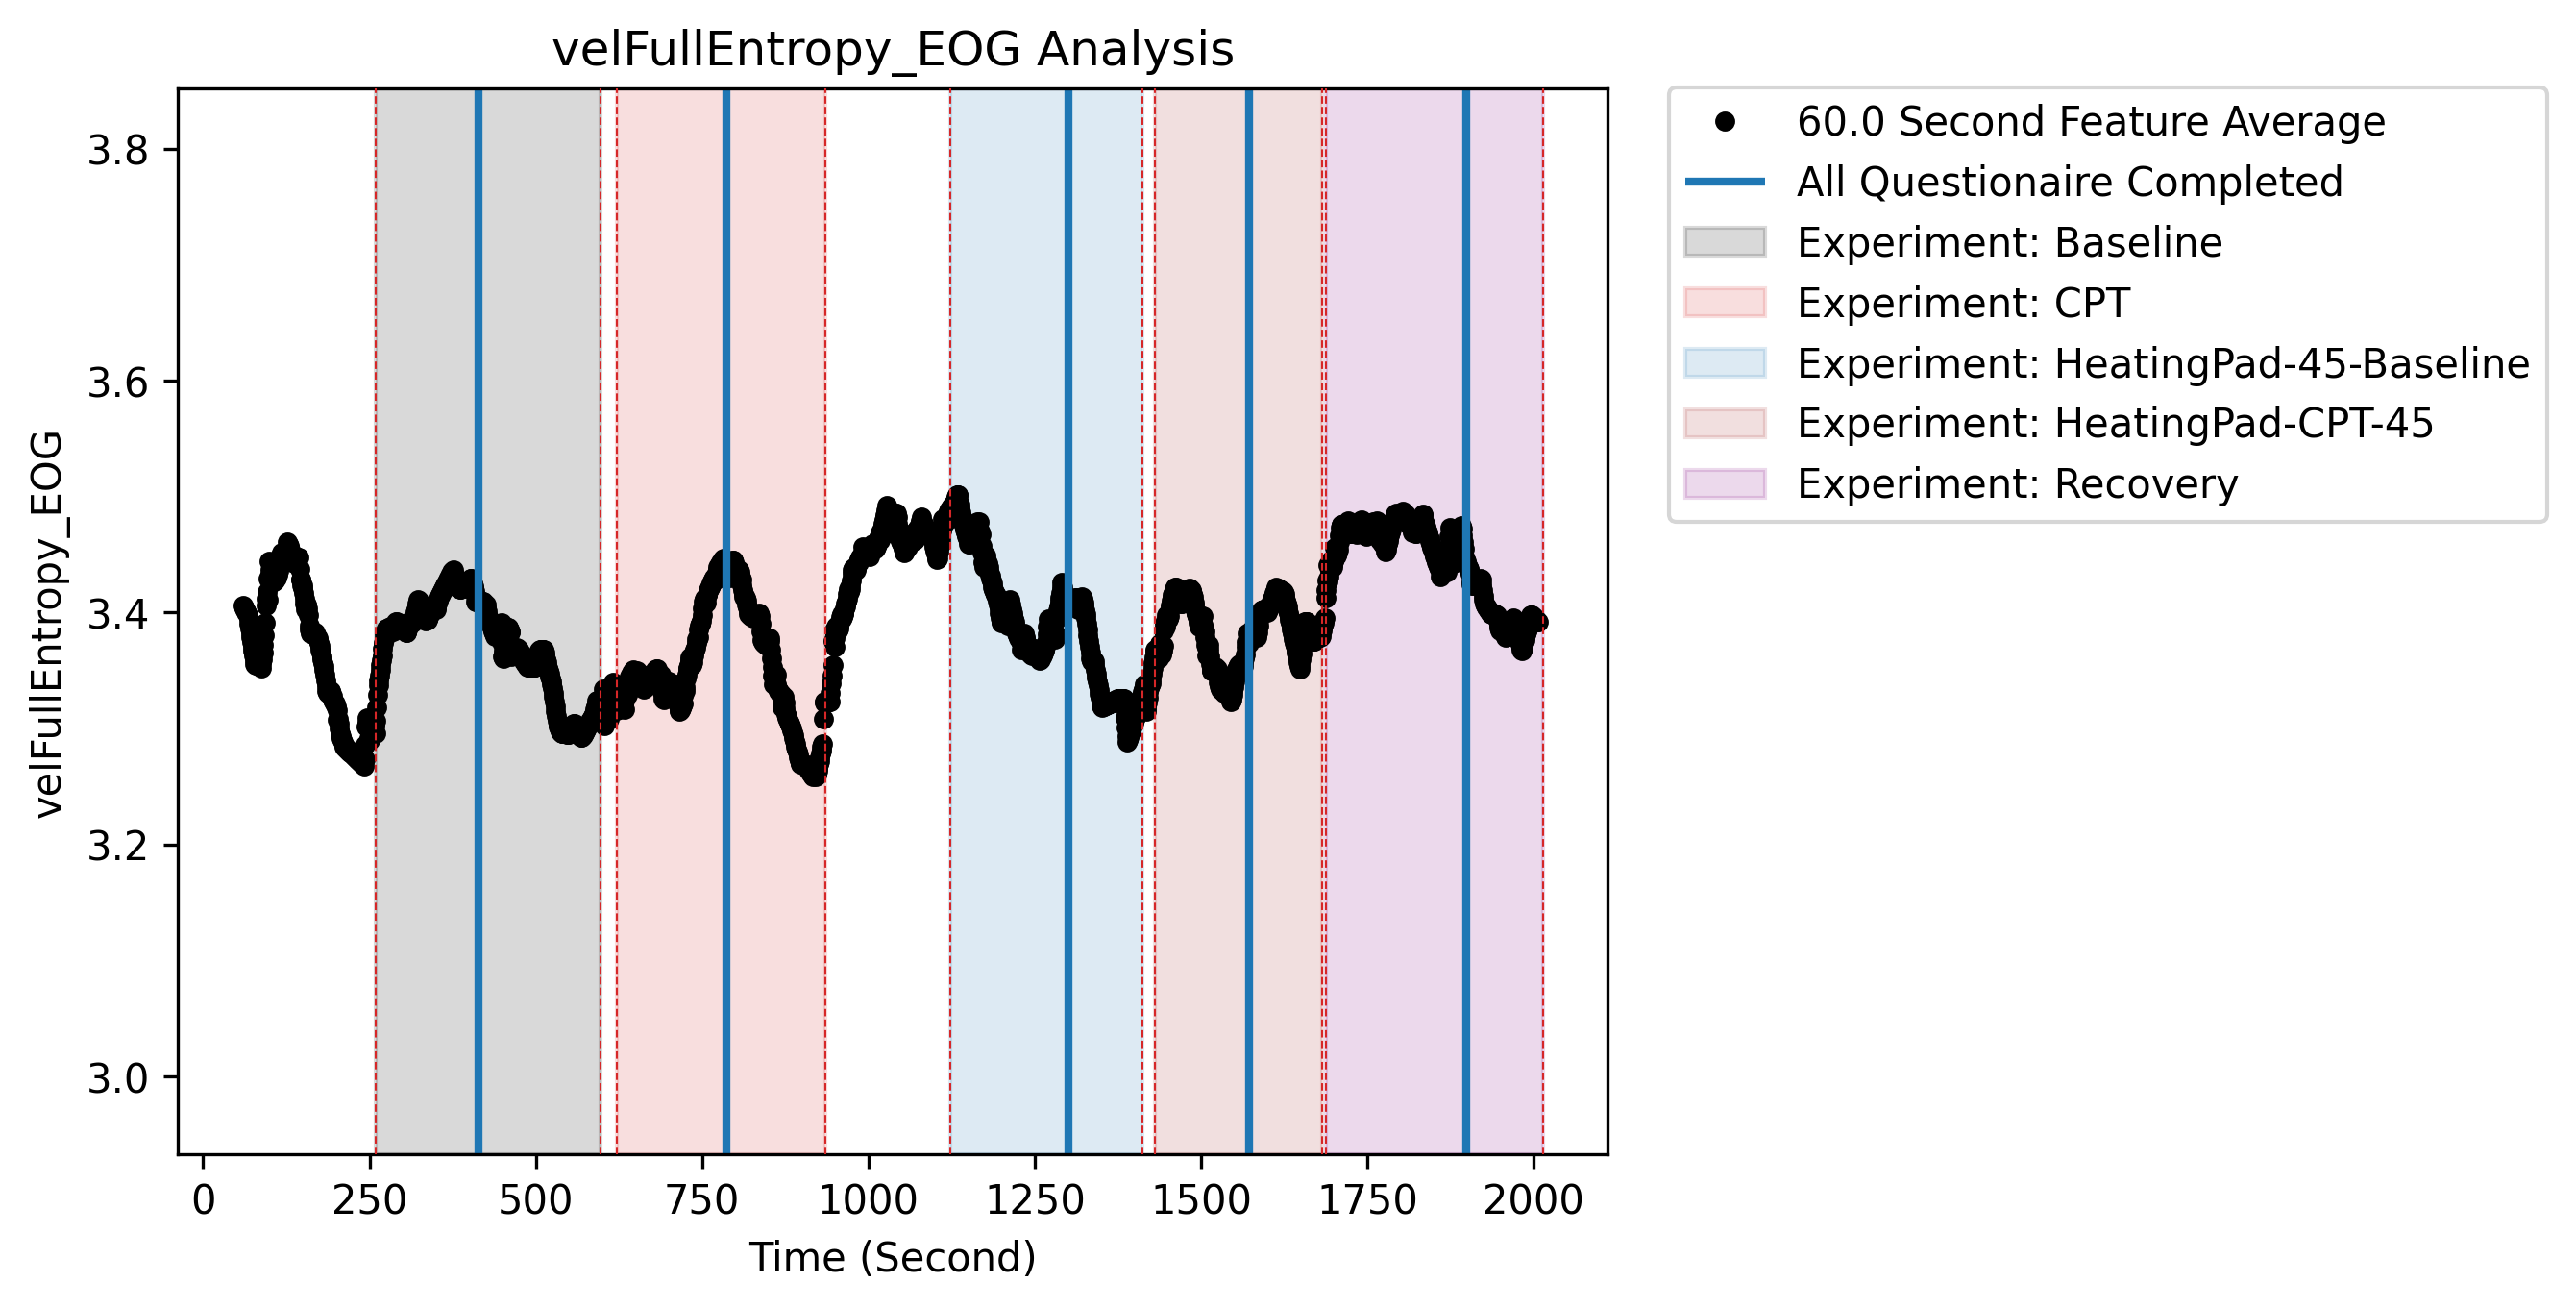 velFullEntropy_EOG Analysis
velFullEntropy_EOG
3.8
3.6
3.4
3.2
3.0
0 250 500 750 1000 1250 1500 1750 2000
Time (Second)
60.0 Second Feature Average
All Questionaire Completed
Experiment: Baseline
Experiment: CPT
Experiment: HeatingPad-45-Baseline
Experiment: HeatingPad-CPT-45
Experiment: Recovery